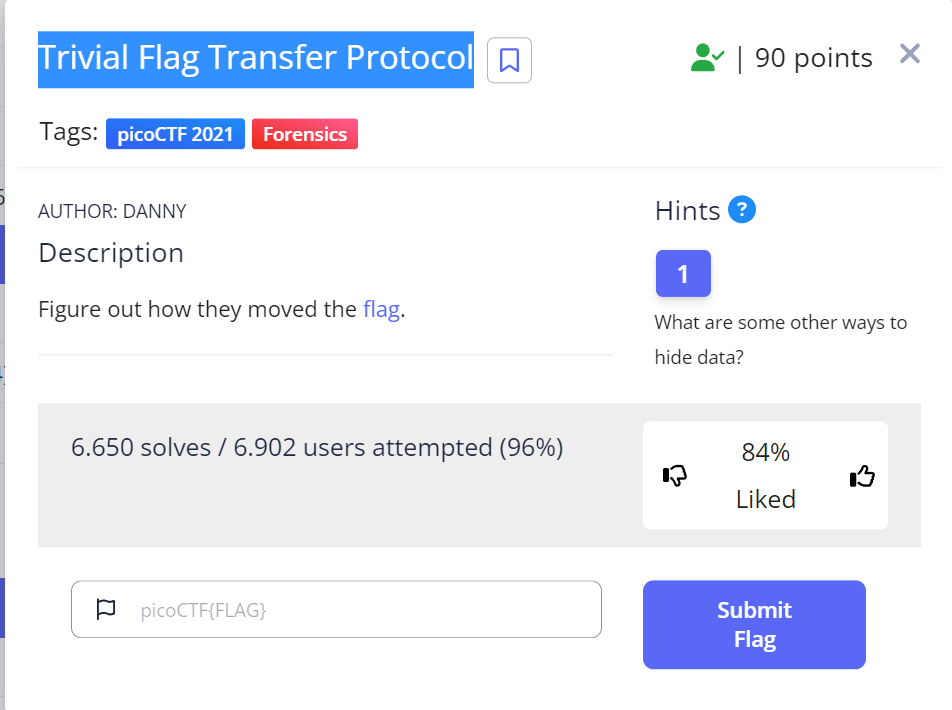 Trivial Flag Transfer Protocol
| 90 points
Tags: picoCTF 2021 Forensics
AUTHOR: DANNY
Description
Figure out how they moved the flag.
Hints ?
1
What are some other ways to
hide data?
6.650 solves / 6.902 users attempted (96%)
84%
Liked
picoCTF{FLAG}
Submit
Flag